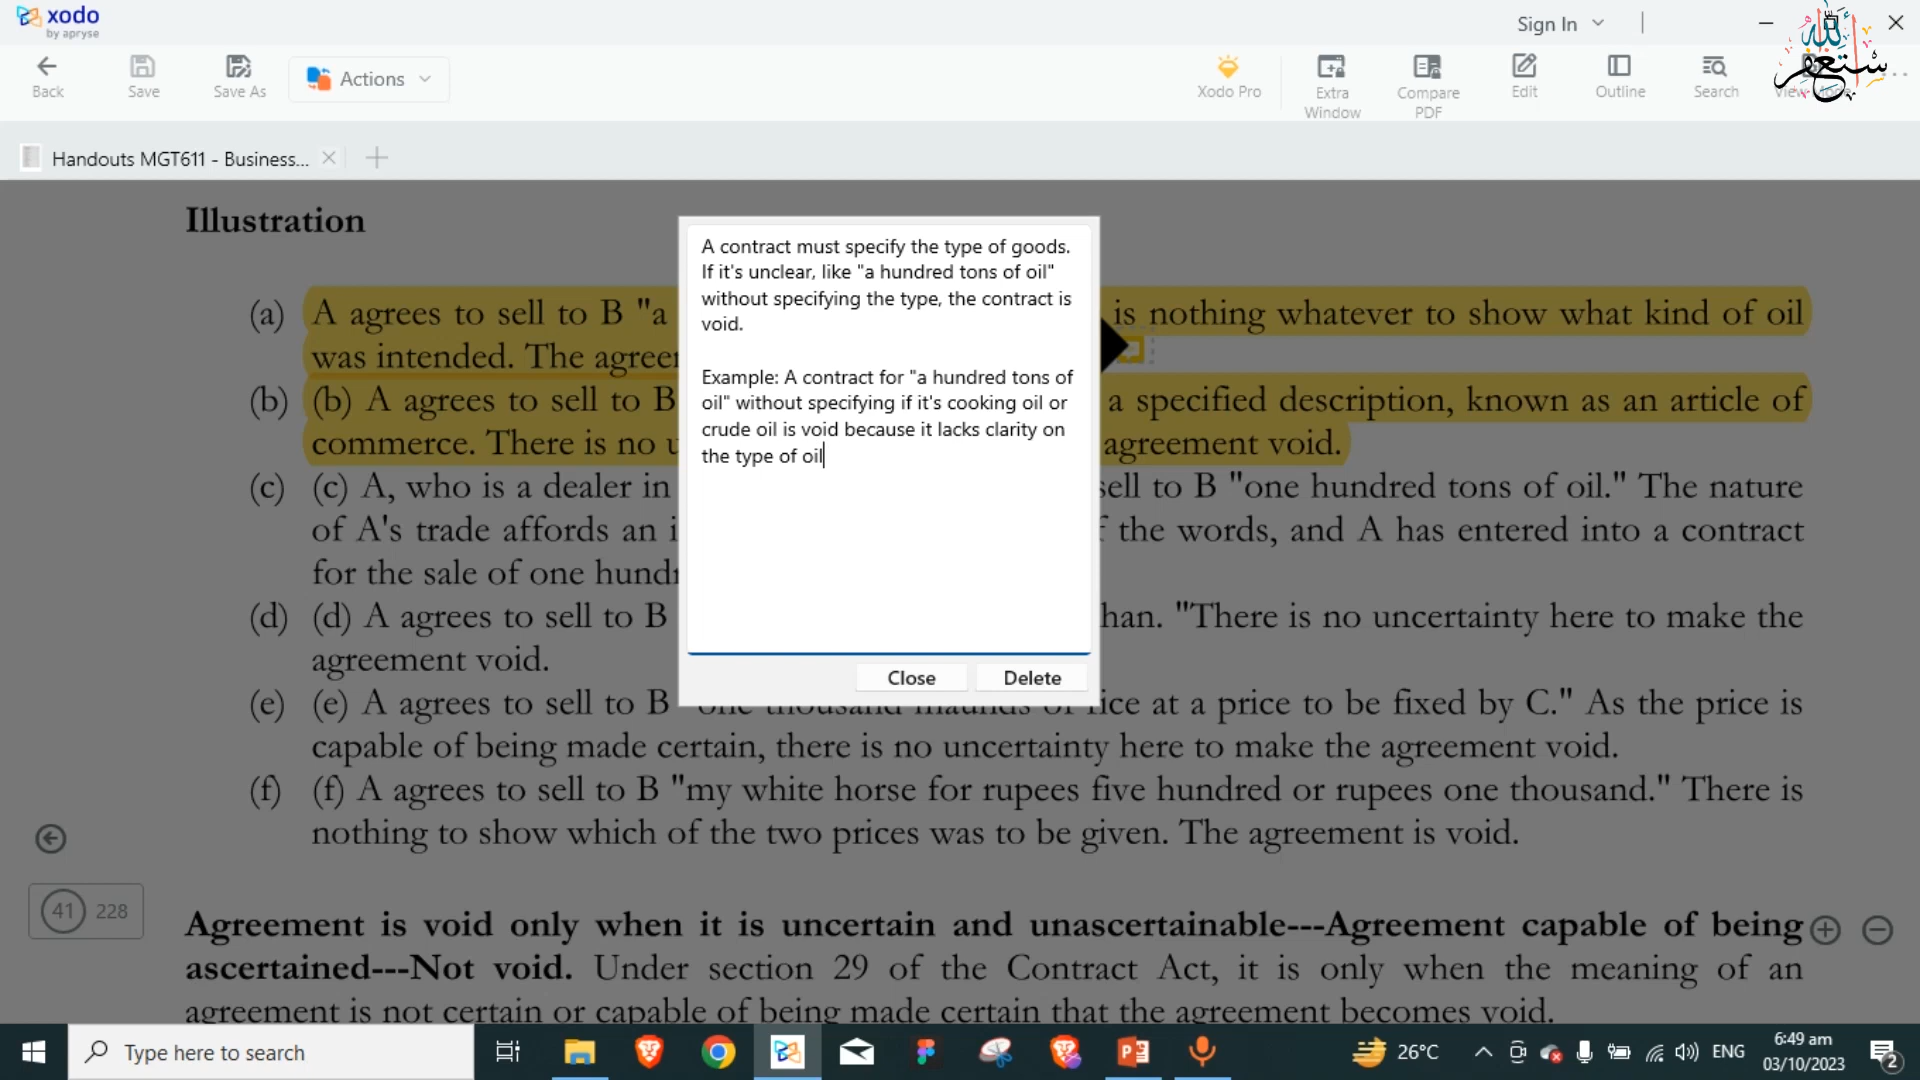 xodo
by apryse
Sign In
Back
Save
Save As
Actions
Xodo Pro
Extra Window
Compare PDF
Edit
Outline
Search
أستغفر الله
Handouts MGT611 - Business...
Illustration
(a) A agrees to sell to B "a
is nothing whatever to show what kind of oil
was intended. The agreer
(b) (b) A agrees to sell to B
a specified description, known as an article of
commerce. There is no u
agreement void.
(c) (c) A, who is a dealer in
sell to B "one hundred tons of oil." The nature
of A's trade affords an i
f the words, and A has entered into a contract
for the sale of one hundr
(d) (d) A agrees to sell to B
han. "There is no uncertainty here to make the
agreement void.
(e) (e) A agrees to sell to B "one thousand maunds of rice at a price to be fixed by C." As the price is
capable of being made certain, there is no uncertainty here to make the agreement void.
(f) (f) A agrees to sell to B "my white horse for rupees five hundred or rupees one thousand." There is
nothing to show which of the two prices was to be given. The agreement is void.
A contract must specify the type of goods.
If it's unclear, like "a hundred tons of oil"
without specifying the type, the contract is
void.
Example: A contract for "a hundred tons of
oil" without specifying if it's cooking oil or
crude oil is void because it lacks clarity on
the type of oil
Close
Delete
41 228
Agreement is void only when it is uncertain and unascertainable---Agreement capable of being
ascertained---Not void. Under section 29 of the Contract Act, it is only when the meaning of an
agreement is not certain or capable of being made certain that the agreement becomes void.
Type here to search
26°C
ENG
6:49 am
03/10/2023
2